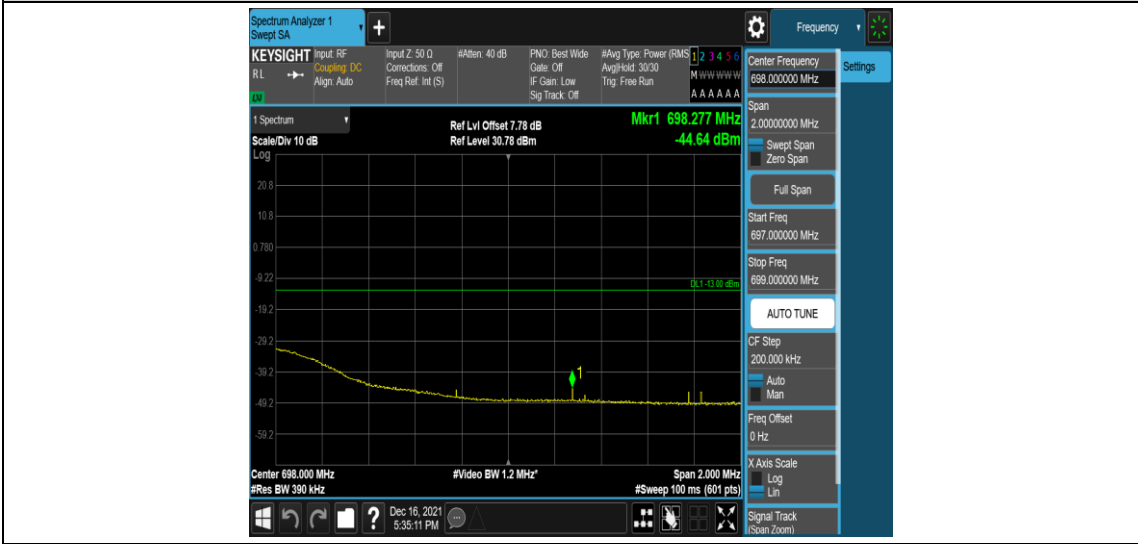 Spectrum Analyzer 1
Swept SA
+
Frequency
KEYSIGHT
RL
Input: RF
Coupling: DC
Align: Auto
Input Z: 50 Ω
Corrections: Off
Freq Ref: Int (S)
#Atten: 40 dB
PNO: Best Wide
Gate: Off
IF Gain: Low
Sig Track: Off
#Avg Type: Power (RMS
Avg|Hold: 30/30
Trig: Free Run
1 2 3 4 5 6
M W W W W W
A A A A A A
1 Spectrum
Scale/Div 10 dB
Ref Lvl Offset 7.78 dB
Ref Level 30.78 dBm
Mkr1 698.277 MHz
-44.64 dBm
Log
20.8
10.8
0.780
-9.22
DL1 -13.00 dBm
-19.2
-29.2
-39.2
1
-49.2
-59.2
Center 698.000 MHz
#Video BW 1.2 MHz*
Span 2.000 MHz
#Res BW 390 kHz
#Sweep 100 ms (601 pts)
?
Dec 16, 2021
5:35:11 PM
Center Frequency
698.000000 MHz
Settings
Span
2.00000000 MHz
Swept Span
Zero Span
Full Span
Start Freq
697.000000 MHz
Stop Freq
699.000000 MHz
AUTO TUNE
CF Step
200.000 kHz
Auto
Man
Freq Offset
0 Hz
X Axis Scale
Log
Lin
Signal Track
(Span Zoom)